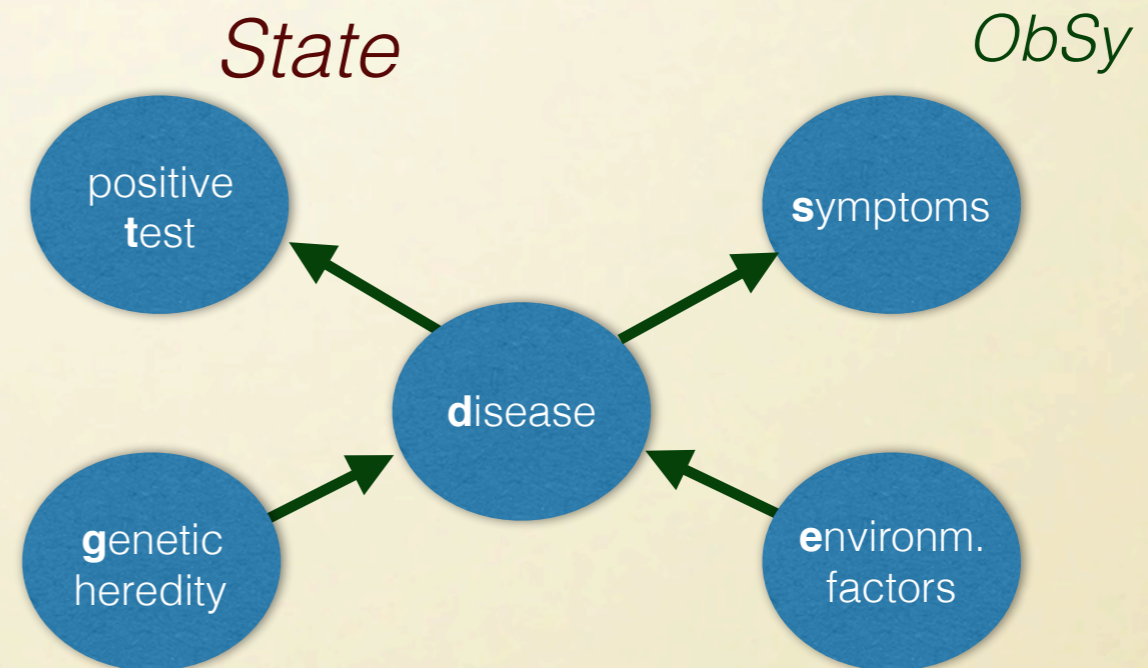 State
ObSy
positive
test
symptoms
disease
genetic
heredity
environm.
factors